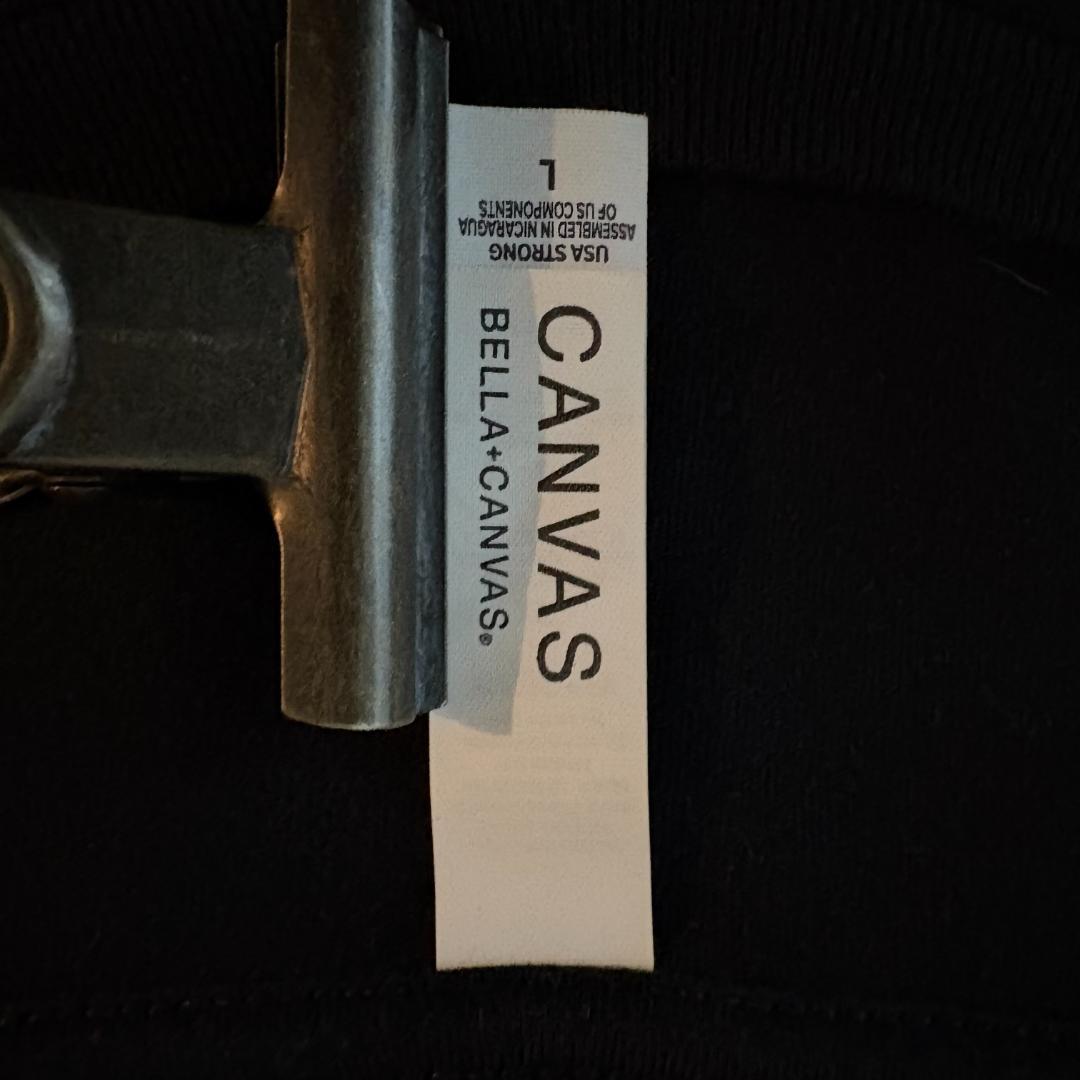 CANVAS
BELLA+CANVAS®
USA STRONG
ASSEMBLED IN NICARAGUA
OF US COMPONENTS
L